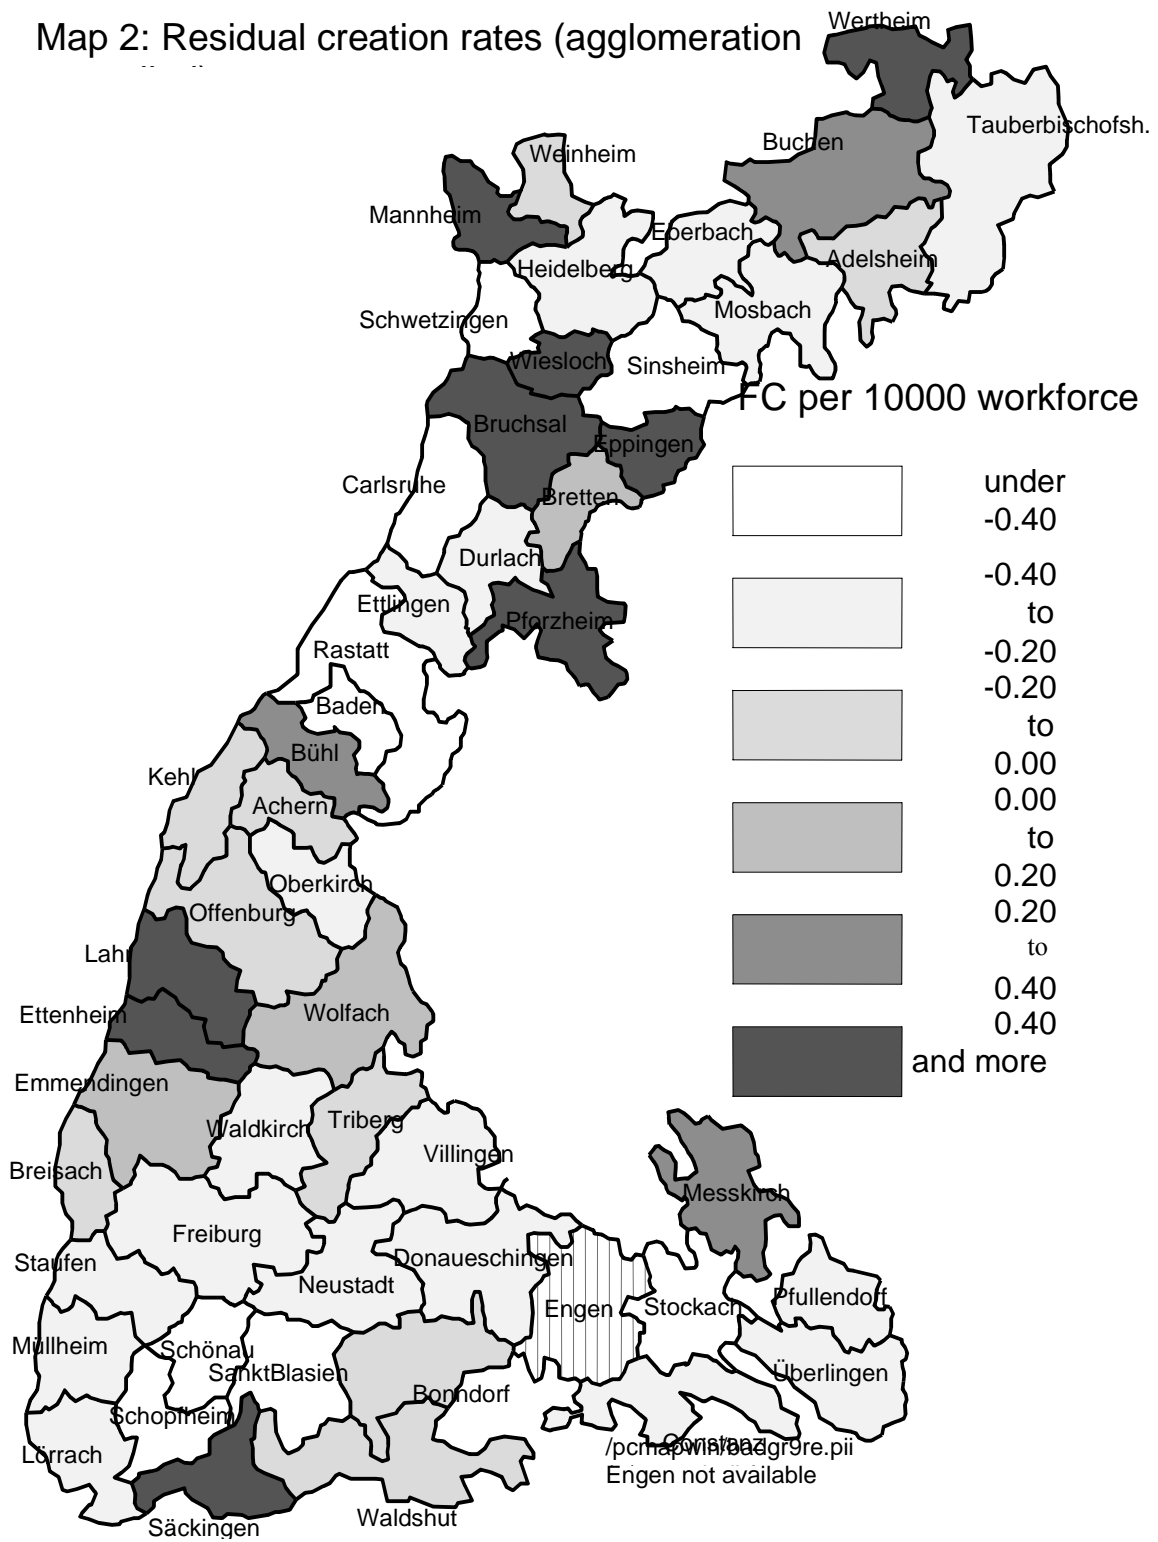 Map 2: Residual creation rates (agglomeration
Wertheim
Tauberbischofsh.
Buchen
Weinheim
Mannheim
Eberbach
Adelsheim
Heidelberg
Mosbach
Schwetzingen
Wiesloch
Sinsheim
FC per 10000 workforce
Bruchsal
Eppingen
Carlsruhe
Bretten
under
-0.40
Durlach
-0.40
to
-0.20
Ettlingen
Pforzheim
Rastatt
-0.20
to
0.00
Baden
Bühl
Kehl
Achern
0.00
to
0.20
Oberkirch
Offenburg
0.20
to
0.40
Lahr
Wolfach
Ettenheim
0.40
and more
Emmendingen
Waldkirch
Triberg
Villingen
Breisach
Messkirch
Freiburg
Staufen
Donaueschingen
Neustadt
Engen
Stockach
Pfullendorf
Müllheim
Schönau
SanktBlasien
Überlingen
Bonndorf
Schopfheim
Lörrach
Constanz
/pcmapwin/badgr9re.pii
Engen not available
Waldshut
Säckingen